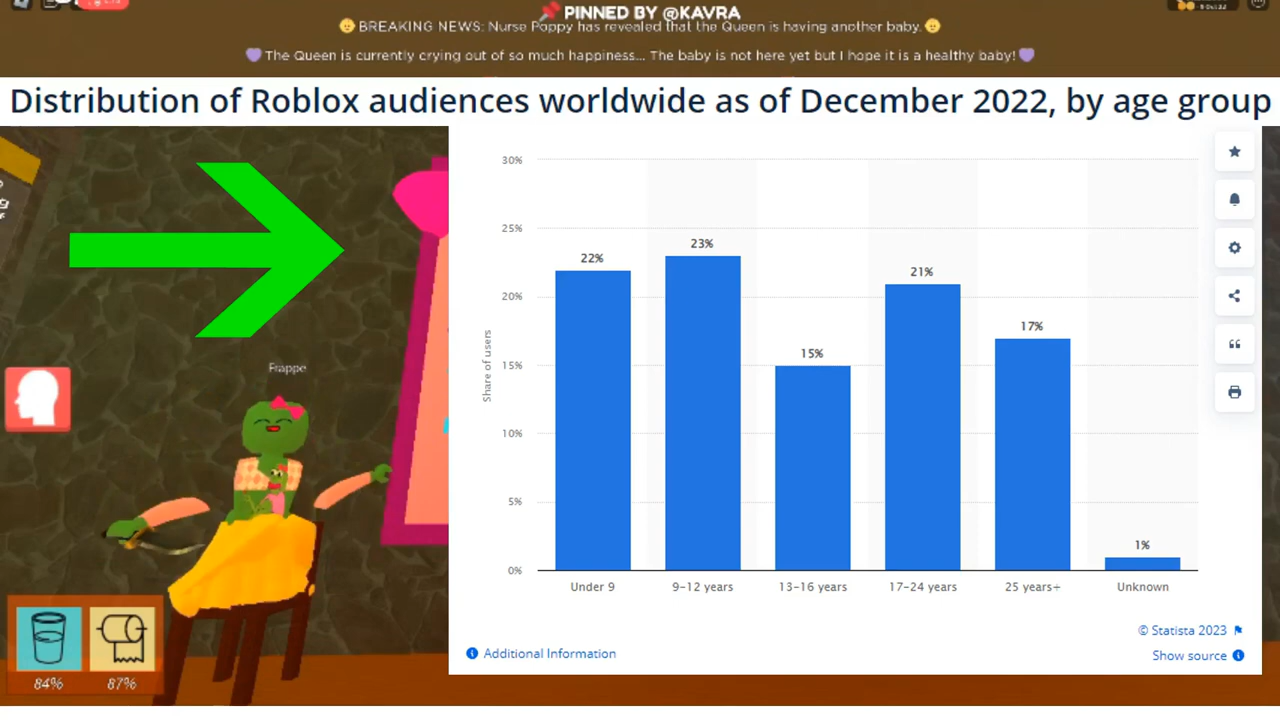 PINNED BY @KAVRA
BREAKING NEWS: Nurse Poppy has revealed that the Queen is having another baby.
The Queen is currently crying out of so much happiness... The baby is not here yet but I hope it is a healthy baby!
Distribution of Roblox audiences worldwide as of December 2022, by age group
30%
25%
20%
15%
10%
5%
0%
Share of users
22%
23%
15%
21%
17%
1%
Under 9
9–12 years
13–16 years
17–24 years
25 years+
Unknown
© Statista 2023
Additional Information
Show source
Frappe
84%
87%